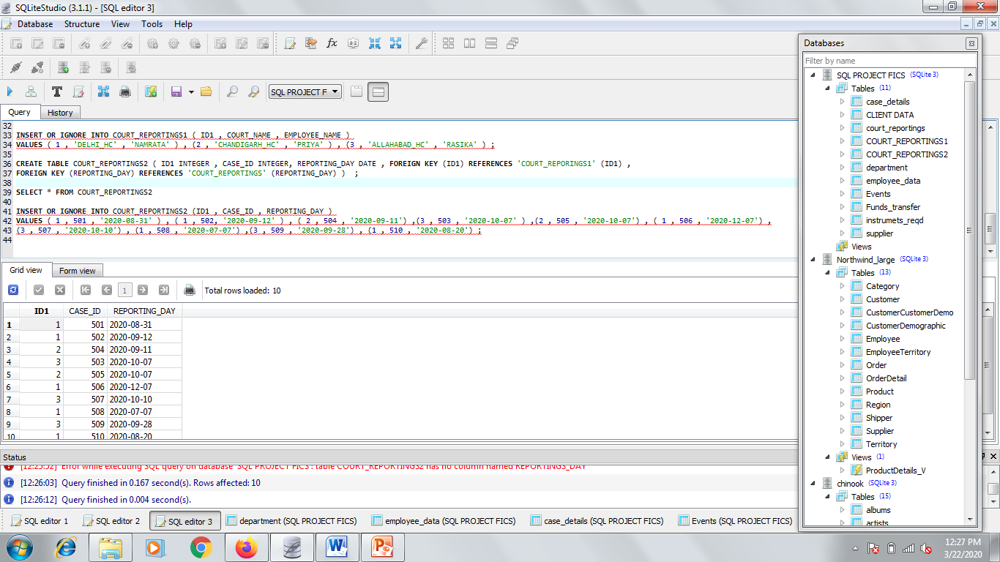 SQLiteStudio (3.1.1) - [SQL editor 3]
Database Structure View Tools Help
SQL PROJECT F
Query History
32
33 INSERT OR IGNORE INTO COURT_REPORTINGS1 ( ID1 , COURT_NAME , EMPLOYEE_NAME )
34 VALUES ( 1 , 'DELHI_HC' , 'NAMRATA' ) , (2 , 'CHANDIGARH_HC' , 'PRIYA' ) , (3 , 'ALLAHABAD_HC' , 'RASIKA' ) ;
35
36 CREATE TABLE COURT_REPORTINGS2 ( ID1 INTEGER , CASE_ID INTEGER, REPORTING_DAY DATE , FOREIGN KEY (ID1) REFERENCES 'COURT_REPORINGS1' (ID1) ,
37 FOREIGN KEY (REPORTING_DAY) REFERENCES 'COURT_REPORTINGS' (REPORTING_DAY) ) ;
38
39 SELECT * FROM COURT_REPORTINGS2
40
41 INSERT OR IGNORE INTO COURT_REPORTINGS2 (ID1 , CASE_ID , REPORTING_DAY )
42 VALUES ( 1 , 501 , '2020-08-31' ) , ( 1 , 502, '2020-09-12' ) , ( 2 , 504 , '2020-09-11') ,(3 , 503 , '2020-10-07' ) ,(2 , 505 , '2020-10-07') , ( 1 , 506 , '2020-12-07') ,
43 (3 , 507 , '2020-10-10') , (1 , 508 , '2020-07-07') ,(3 , 509 , '2020-09-28') , (1 , 510 , '2020-08-20') ;
44
Grid view Form view
1 Total rows loaded: 10
ID1 CASE_ID REPORTING_DAY
1 1 501 2020-08-31
2 1 502 2020-09-12
3 2 504 2020-09-11
4 3 503 2020-10-07
5 2 505 2020-10-07
6 1 506 2020-12-07
7 3 507 2020-10-10
8 1 508 2020-07-07
9 3 509 2020-09-28
10 1 510 2020-08-20
Status
[12:25:52] Error while executing SQL query on database 'SQL PROJECT FICS': table COURT_REPORTINGS2 has no column named REPORTINGS_DAY
[12:26:03] Query finished in 0.167 second(s). Rows affected: 10
[12:26:12] Query finished in 0.004 second(s).
SQL editor 1 SQL editor 2 SQL editor 3 department (SQL PROJECT FICS) employee_data (SQL PROJECT FICS) case_details (SQL PROJECT FICS) Events (SQL PROJECT FICS)
Databases
Filter by name
SQL PROJECT FICS (SQLite 3)
Tables (11)
case_details
CLIENT DATA
court_reportings
COURT_REPORTINGS1
COURT_REPORTINGS2
department
employee_data
Events
Funds_transfer
instrumets_reqd
supplier
Views
Northwind_large (SQLite 3)
Tables (13)
Category
Customer
CustomerCustomerDemo
CustomerDemographic
Employee
EmployeeTerritory
Order
OrderDetail
Product
Region
Shipper
Supplier
Territory
Views (1)
ProductDetails_V
chinook (SQLite 3)
Tables (15)
albums
artists
12:27 PM
3/22/2020